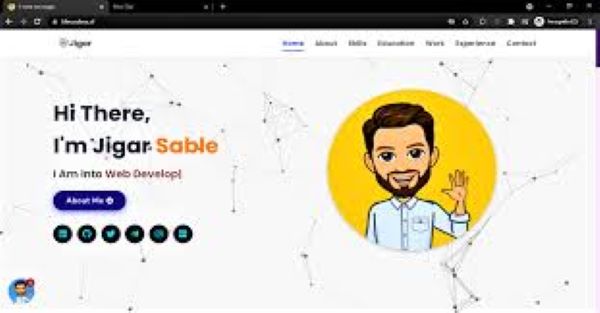 Jigar
Home About Skills Education Work Experience Contact
Hi There,
I'm Jigar Sable
I Am Into Web Develop|
About Me